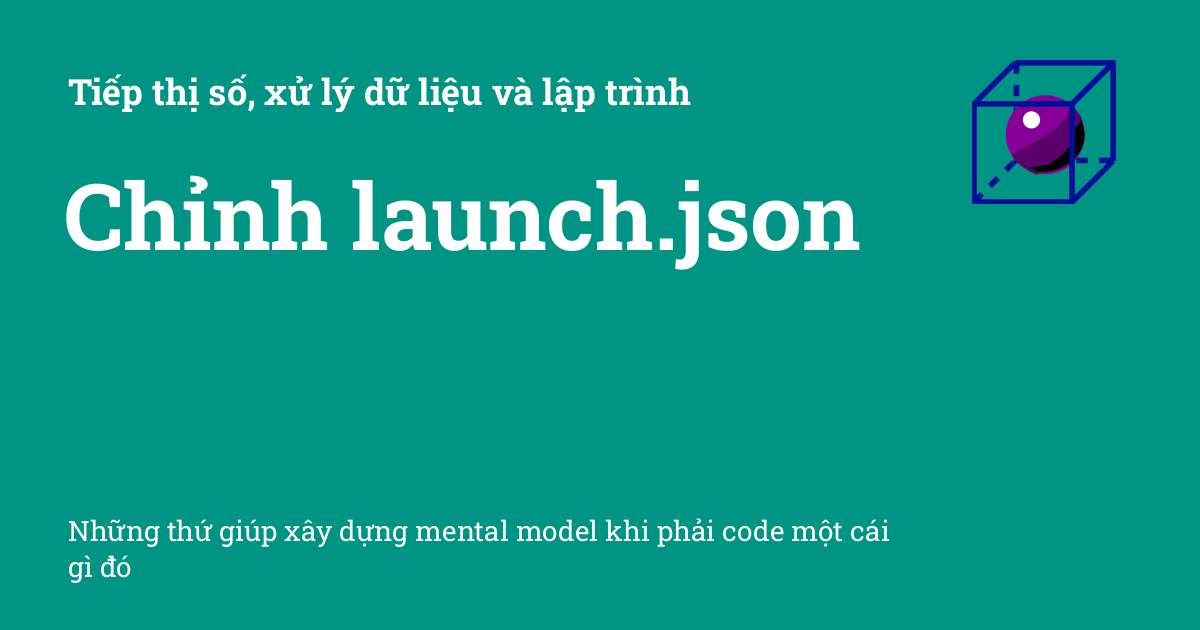 Tiếp thị số, xử lý dữ liệu và lập trình
Chỉnh launch.json
Những thứ giúp xây dựng mental model khi phải code một cái
gì đó